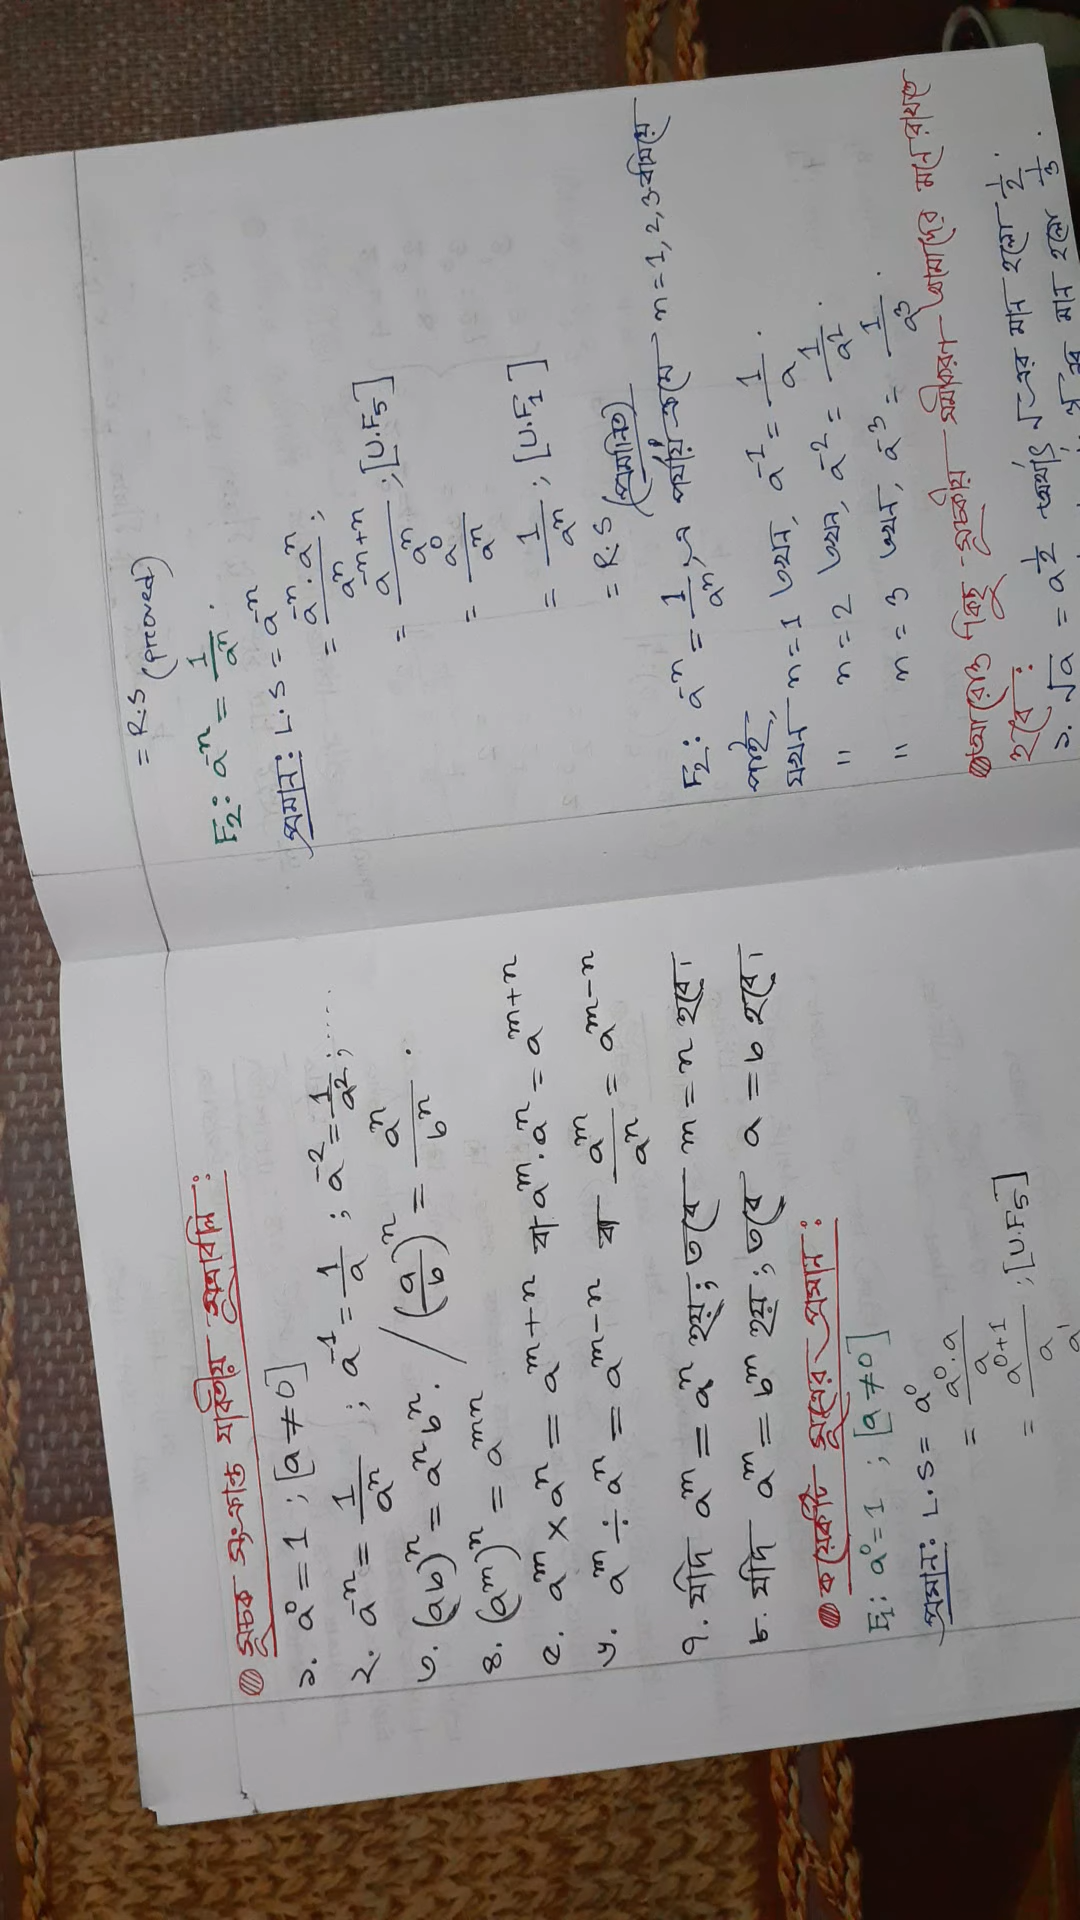 সূচক সংক্রান্ত যাবতীয় সূত্রাবলি:
১. a⁰ = 1 ; [a ≠ 0]
২. a⁻ⁿ = 1/aⁿ ; a⁻¹ = 1/a ; a⁻² = 1/a² ; ....
৩. (ab)ⁿ = aⁿbⁿ. / (a/b)ⁿ = aⁿ/bⁿ .
৪. (aᵐ)ⁿ = aᵐⁿ
৫. aᵐ × aⁿ = aᵐ⁺ⁿ বা aᵐ.aⁿ = aᵐ⁺ⁿ
৬. aᵐ ÷ aⁿ = aᵐ⁻ⁿ বা aᵐ/aⁿ = aᵐ⁻ⁿ
৭. যদি aᵐ = aⁿ হয়; তবে m = n হবে।
৮. যদি aᵐ = bᵐ হয়; তবে a = b হবে।
কয়েকটি সূত্রের প্রমান:
F₁: a⁰ = 1 ; [a ≠ 0]
প্রমান: L.S = a⁰
= a⁰.a/a
= a⁰⁺¹/a ; [U.F₅]
= R.S (proved)
F₂: a⁻ⁿ = 1/aⁿ .
প্রমান: L.S = a⁻ⁿ
= a⁻ⁿ.aⁿ/aⁿ ;
= a⁻ⁿ⁺ⁿ/aⁿ ; [U.F₅]
= a⁰/aⁿ
= 1/aⁿ ; [U.F₁]
= R.S (প্রমানিত)
F₂: a⁻ⁿ = 1/aⁿ ; এ পর্যায় ক্রমে n = 1, 2, 3 বসিয়ে
পাই,
যখন n = 1 তখন, a⁻¹ = 1/a .
" n = 2 তখন, a⁻² = 1/a² .
" n = 3 তখন, a⁻³ = 1/a³ .
আরোও কিছু সূচকীয় সমীকরণ আমাদের মনে রাখতে
হবে:
১. √a = a^½ অর্থাৎ √ এর মান হলো 1/2 .
মান হলো 1/3 .